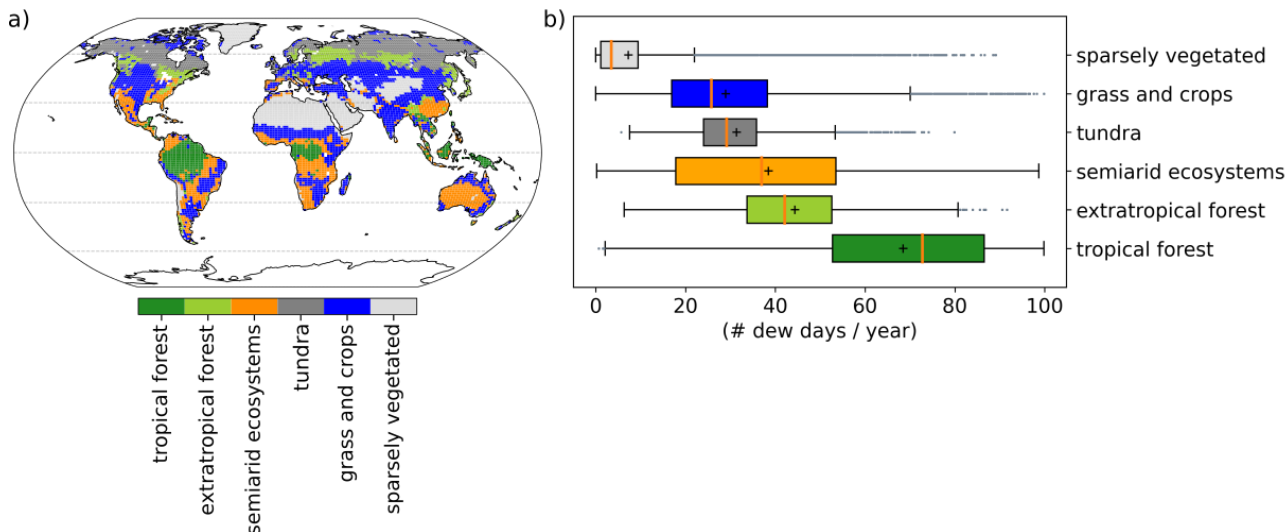 a)
tropical forest
extratropical forest
semiarid ecosystems
tundra
grass and crops
sparsely vegetated
b)
sparsely vegetated
grass and crops
tundra
semiarid ecosystems
extratropical forest
tropical forest
0 20 40 60 80 100
(# dew days / year)